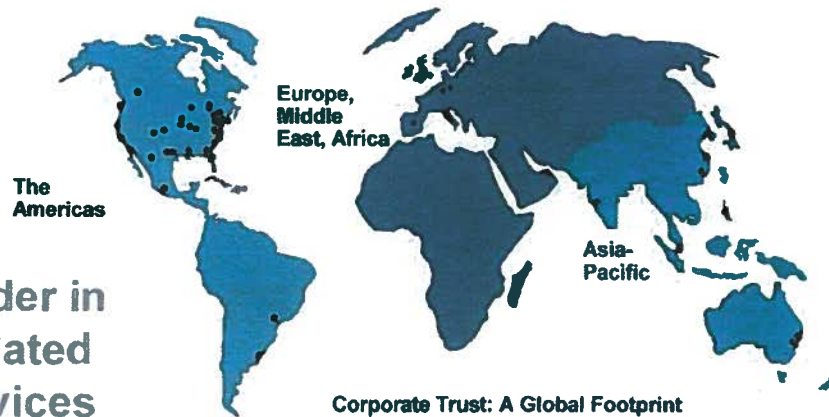 Europe,
Middle
East, Africa
The
Americas
Asia-
Pacific
der in
ated
vices
Corporate Trust: A Global Footprint